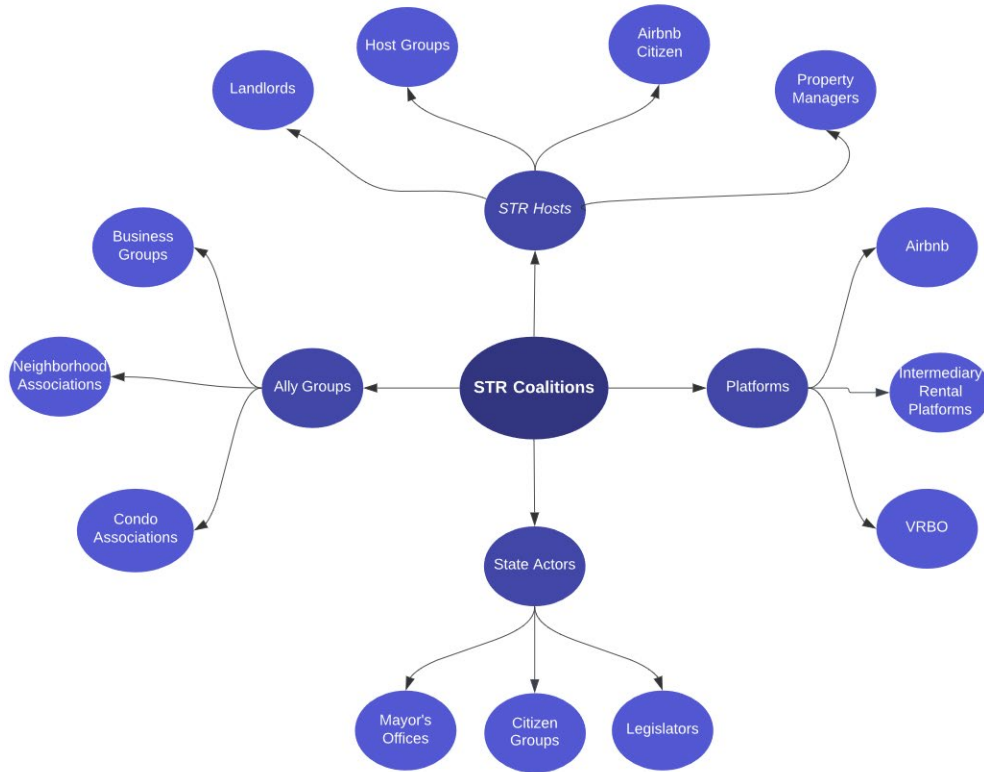 Host Groups
Airbnb
Citizen
Landlords
Property
Managers
STR Hosts
Business
Groups
Airbnb
Neighborhood
Associations
Ally Groups
STR Coalitions
Platforms
Intermediary
Rental
Platforms
Condo
Associations
VRBO
State Actors
Mayor's
Offices
Citizen
Groups
Legislators